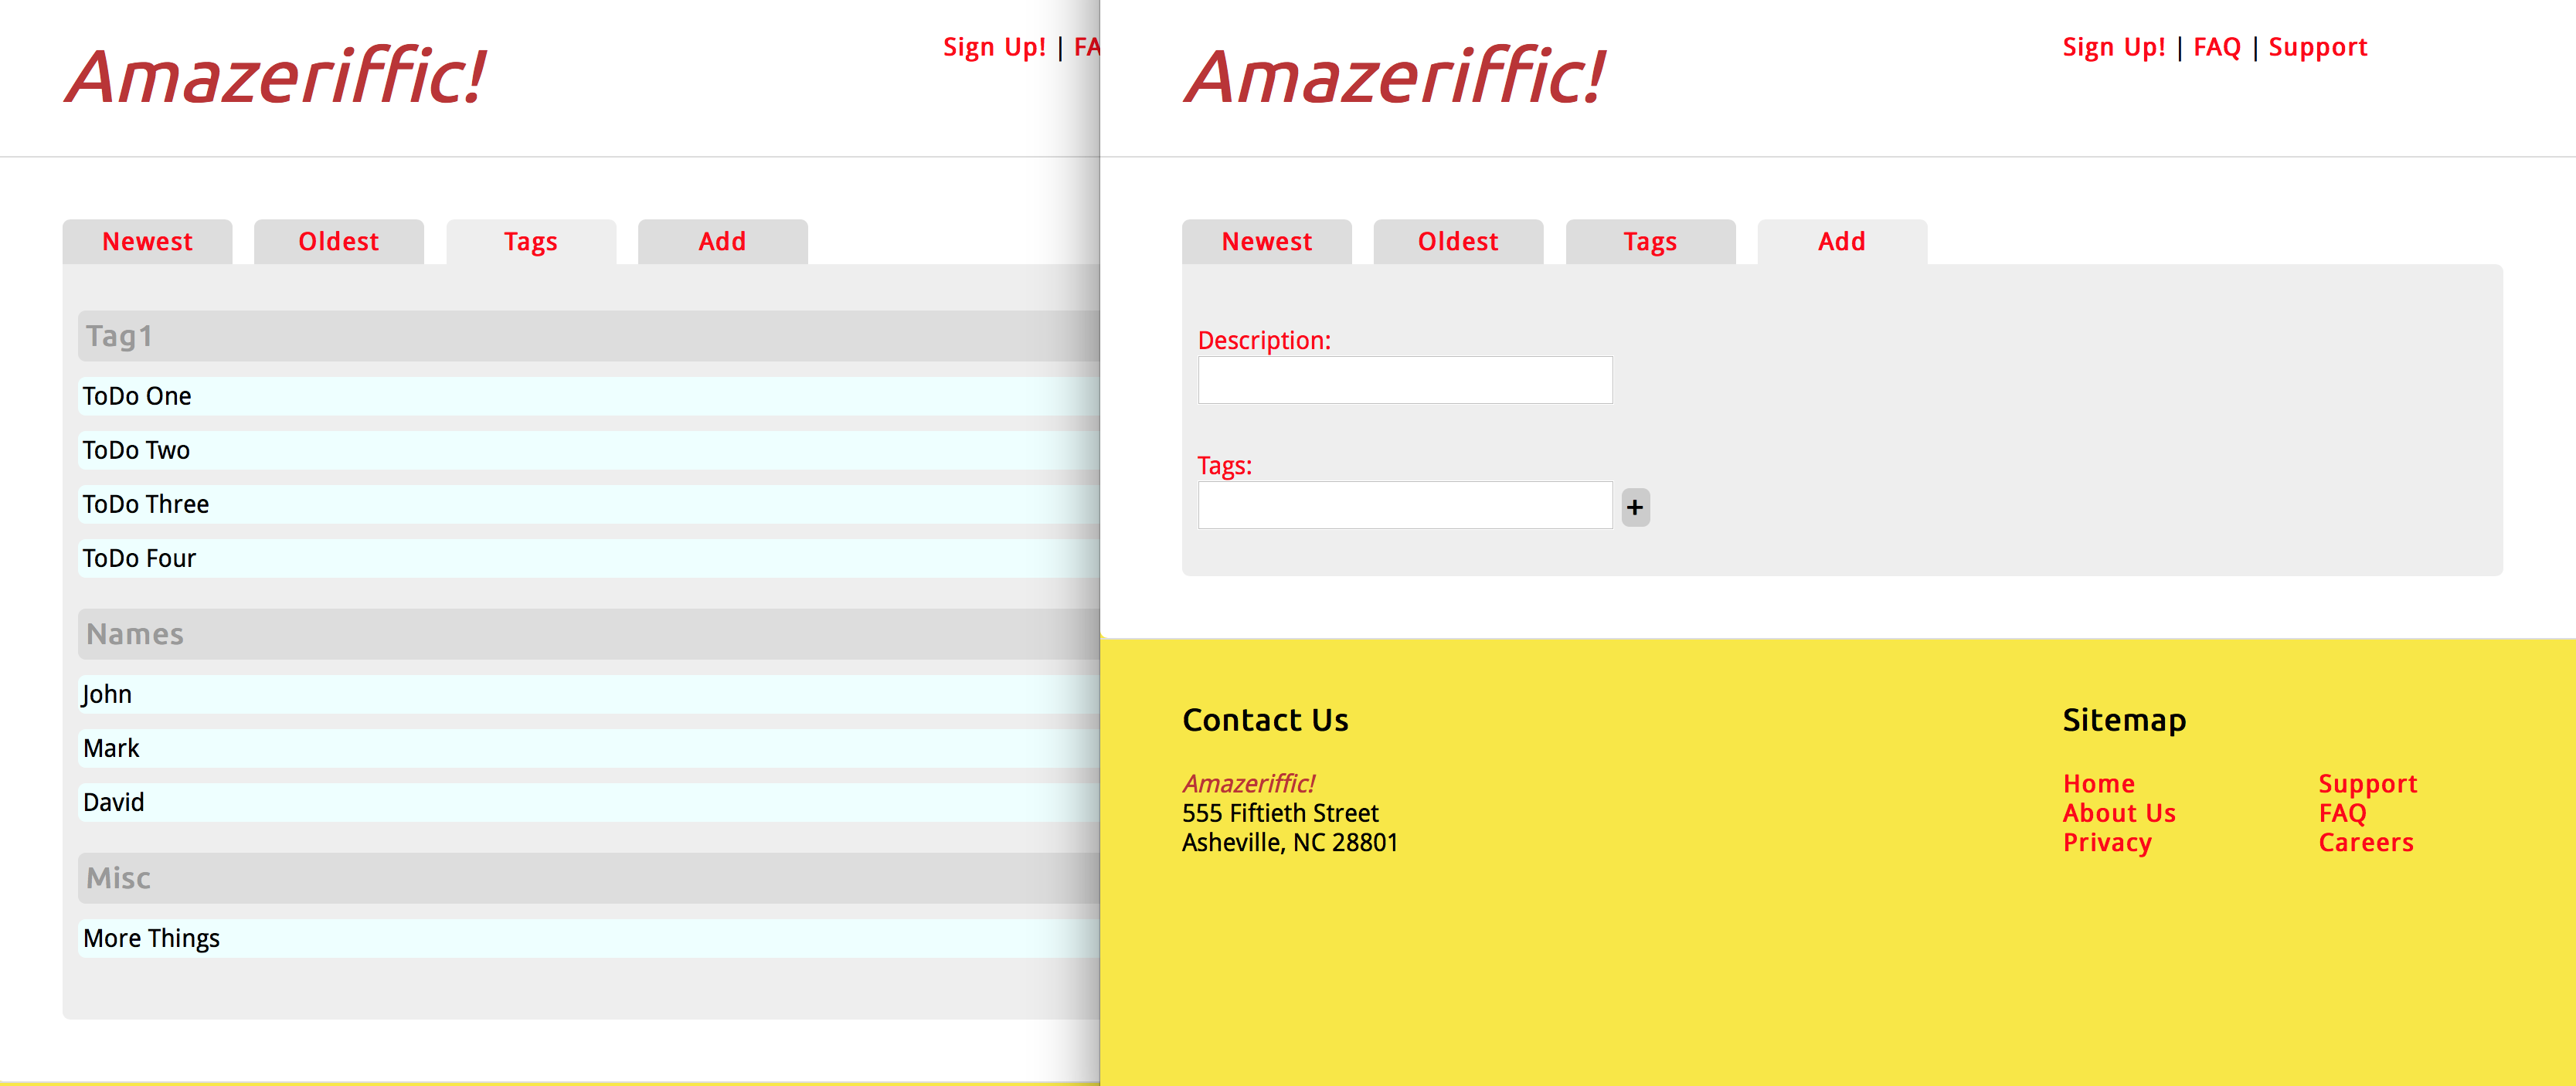 Amazeriffic!
Sign Up! | FA
Newest Oldest Tags Add
Tag1
ToDo One
ToDo Two
ToDo Three
ToDo Four
Names
John
Mark
David
Misc
More Things
Amazeriffic!
Sign Up! | FAQ | Support
Newest Oldest Tags Add
Description:
Tags:
+
Contact Us
Amazeriffic!
555 Fiftieth Street
Asheville, NC 28801
Sitemap
Home Support
About Us FAQ
Privacy Careers